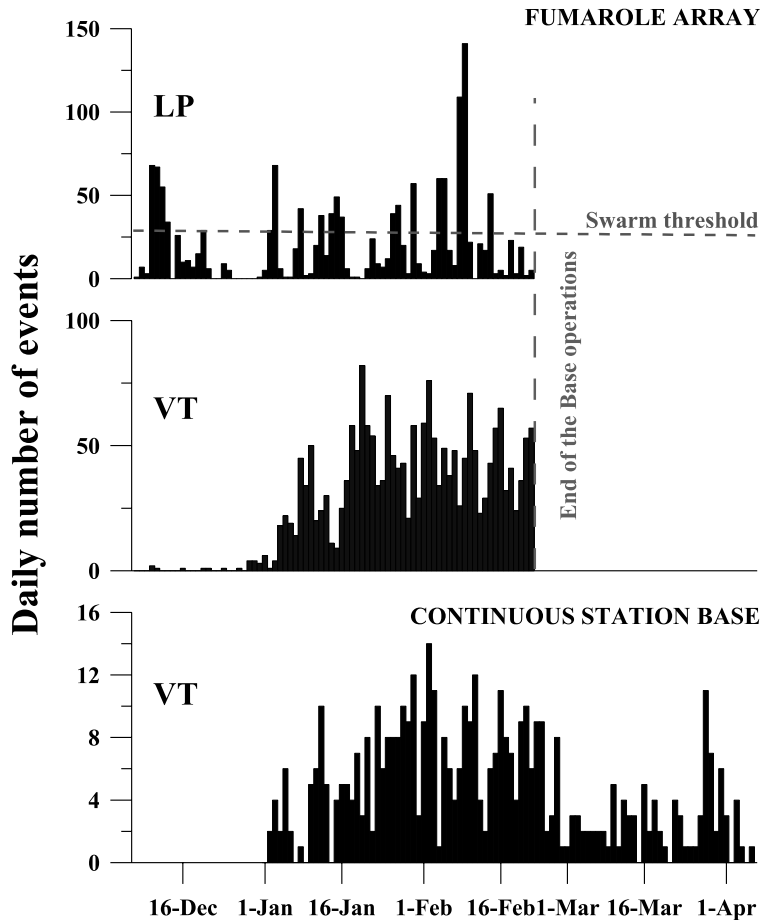 FUMAROLE ARRAY
150
LP
100
50
Swarm threshold
0
Daily number of events
100
VT
50
End of the Base operations
0
CONTINUOUS STATION BASE
16
12
VT
8
4
0
16-Dec 1-Jan 16-Jan 1-Feb 16-Feb 1-Mar 16-Mar 1-Apr